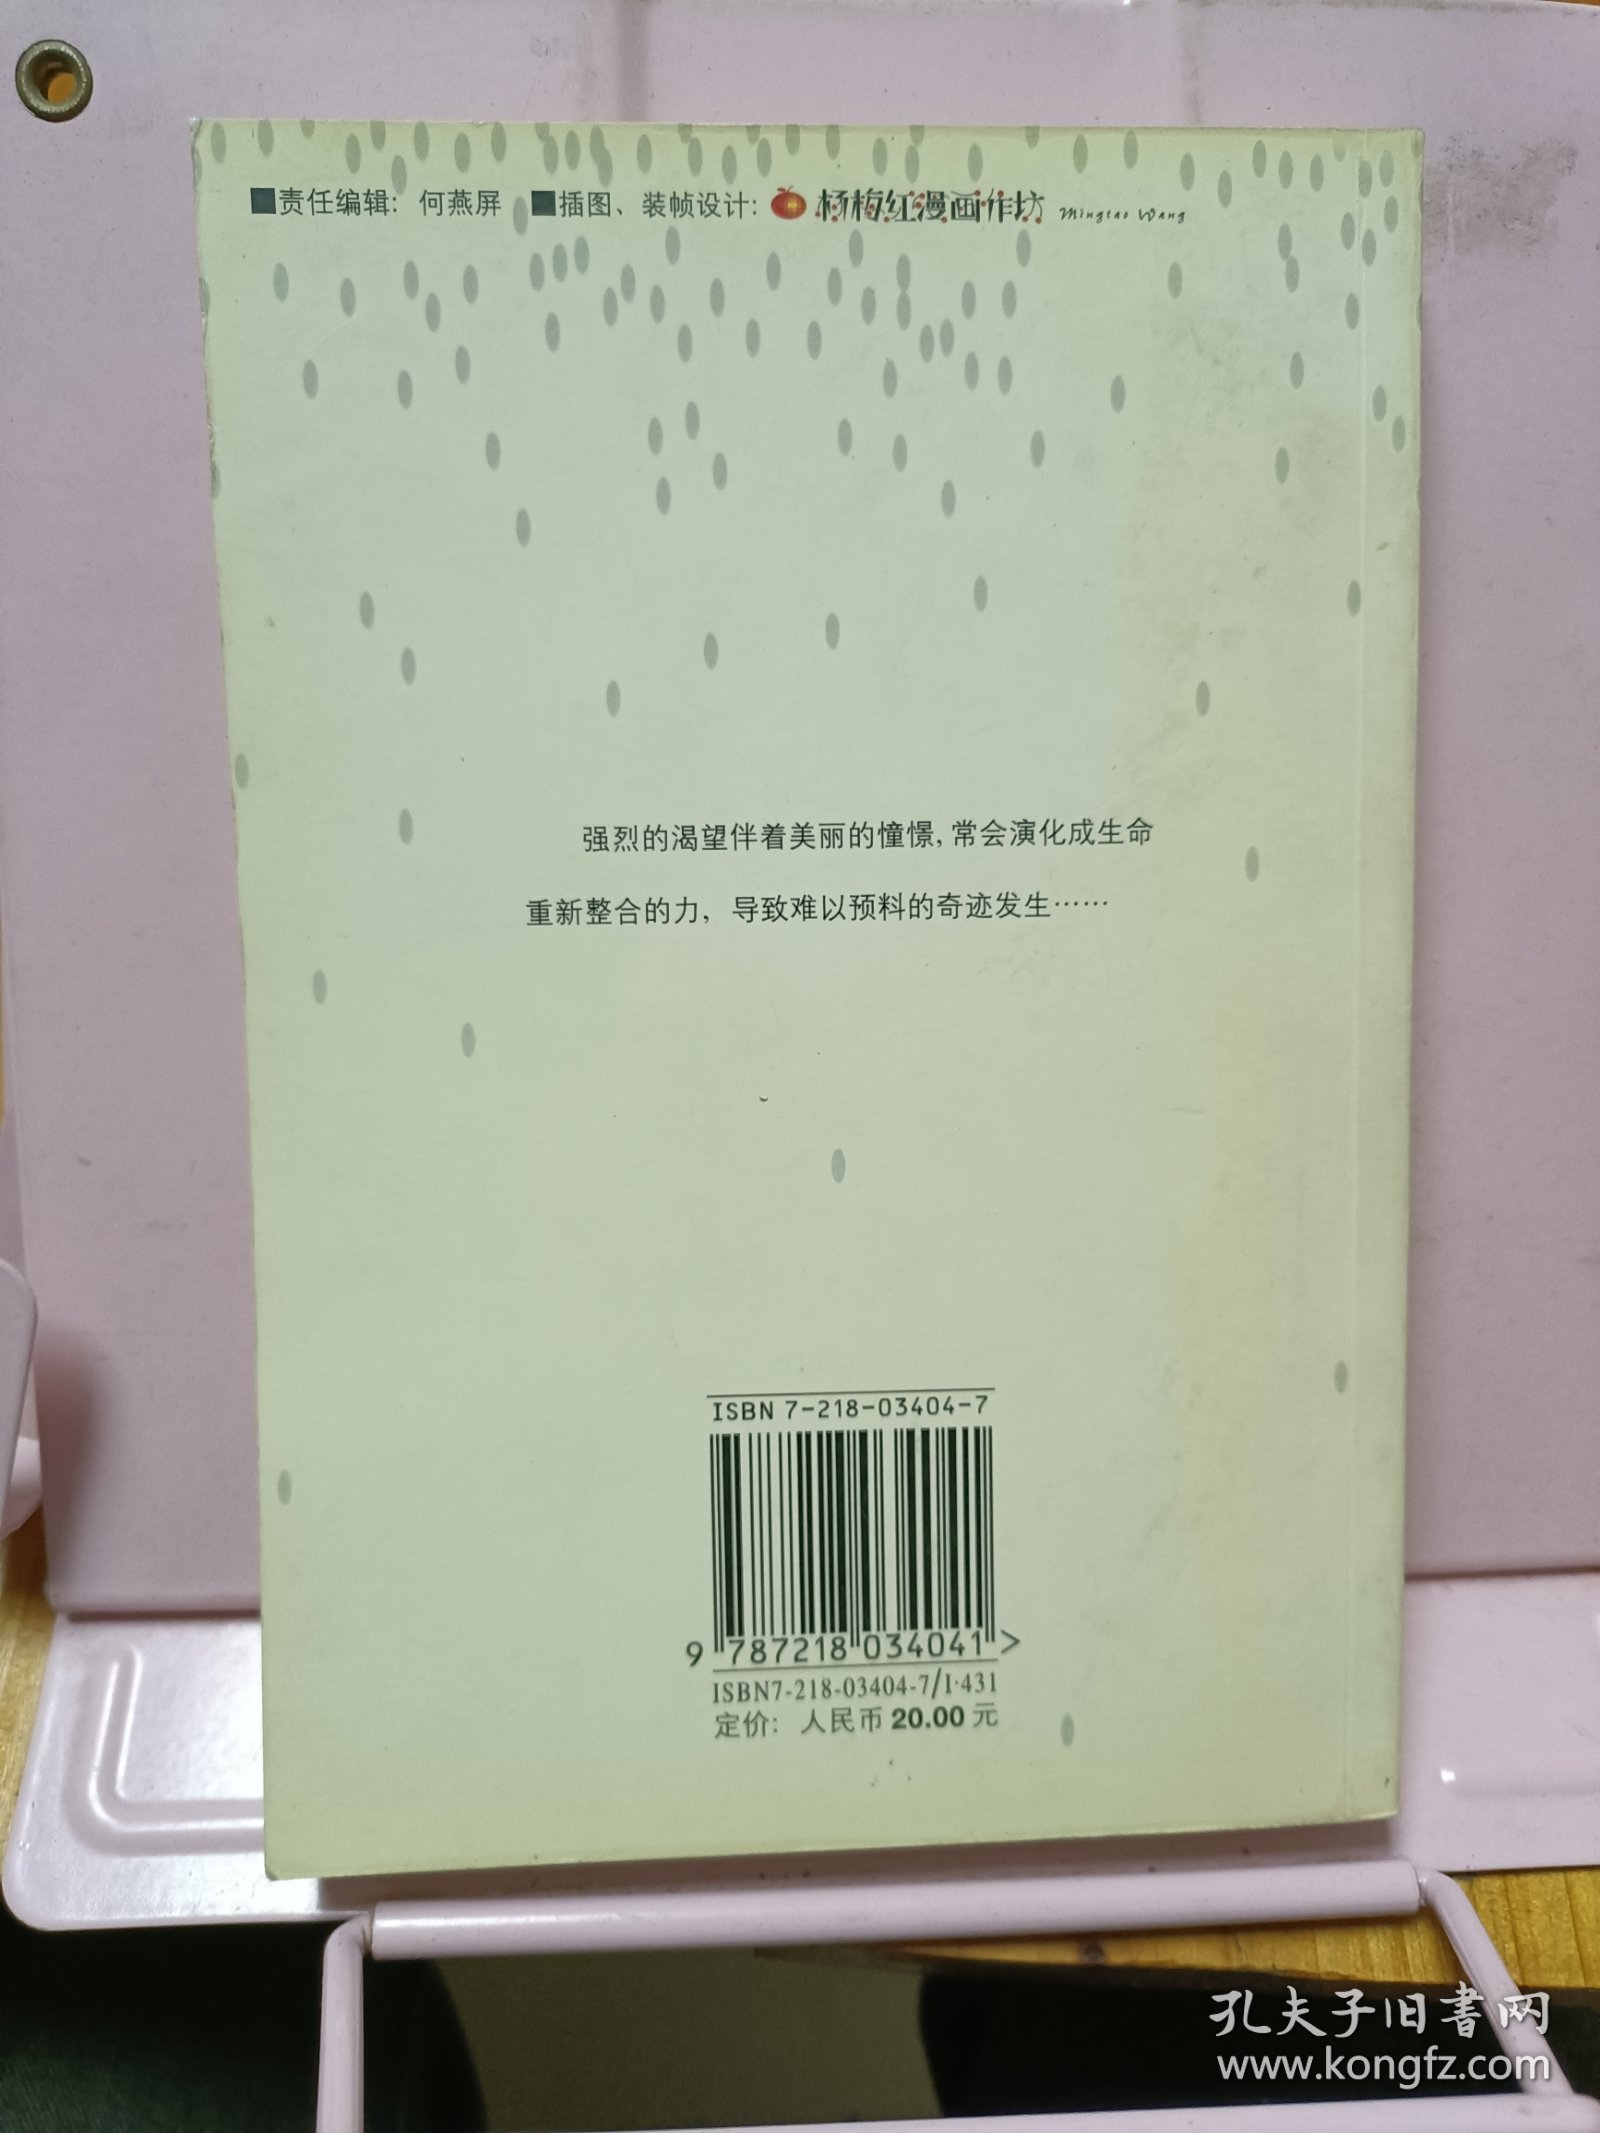 ■责任编辑：何燕屏 ■插图、装帧设计：杨梅红漫画作坊 Mingtao Wang
强烈的渴望伴着美丽的憧憬，常会演化成生命
重新整合的力，导致难以预料的奇迹发生……
ISBN 7-218-03404-7
9 787218 034041 >
ISBN7-218-03404-7/I·431
定价：人民币 20.00 元
孔夫子旧书网
www.kongfz.com